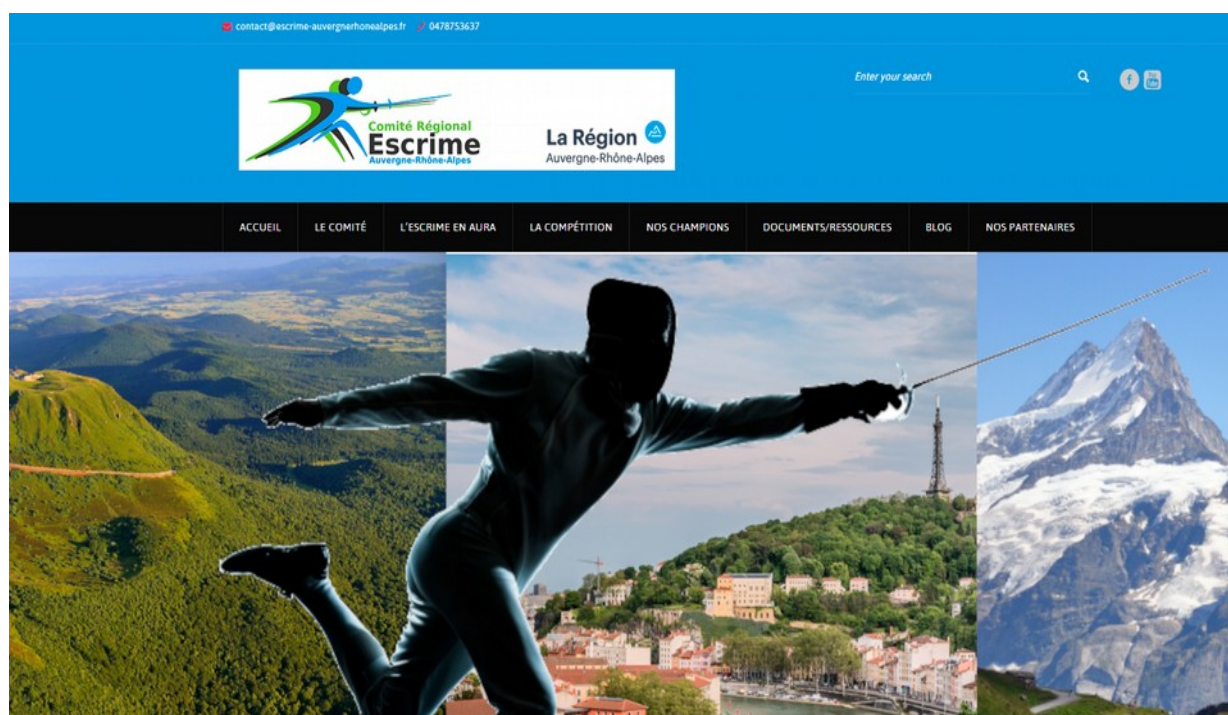 contact@escrime-auvergnerhonealpes.fr 0478753637
Enter your search
Comité Régional
Escrime
Auvergne-Rhône-Alpes
La Région
Auvergne-Rhône-Alpes
ACCUEIL LE COMITÉ L'ESCRIME EN AURA LA COMPÉTITION NOS CHAMPIONS DOCUMENTS/RESSOURCES BLOG NOS PARTENAIRES